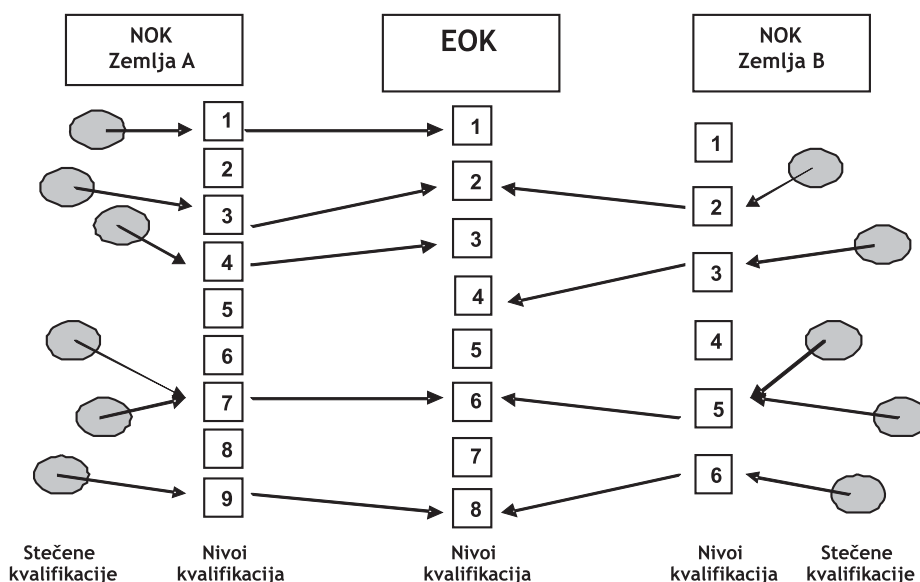 NOK
Zemlja A
EOK
NOK
Zemlja B
1
2
3
4
5
6
7
8
9
1
2
3
4
5
6
7
8
1
2
3
4
5
6
Stečene
kvalifikacije
Nivoi
kvalifikacija
Nivoi
kvalifikacija
Nivoi
kvalifikacija
Stečene
kvalifikacije